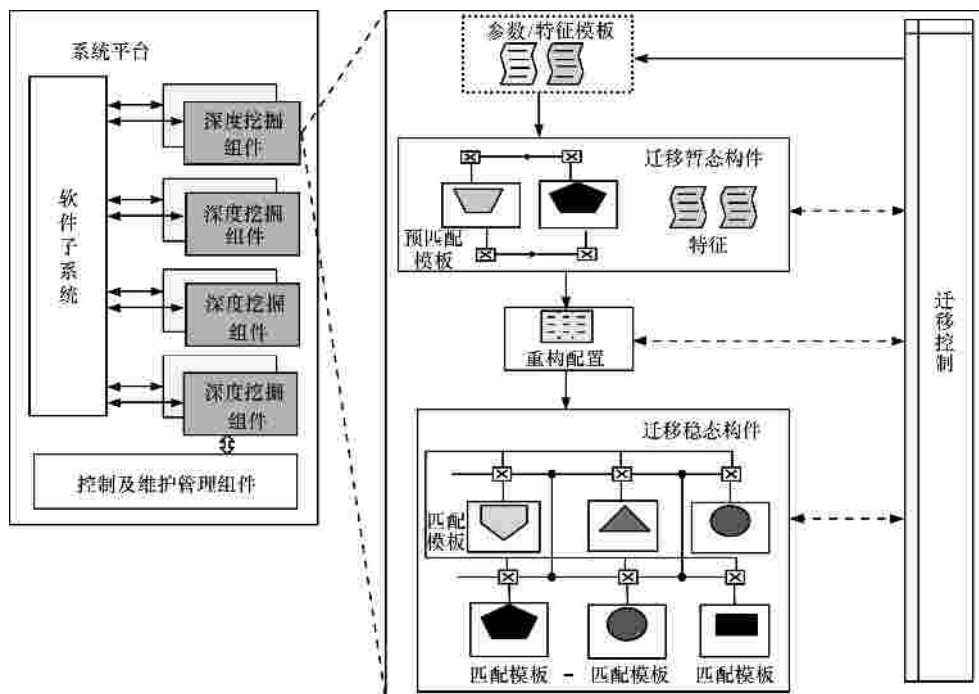 系统平台
软件子系统
深度挖掘
组件
深度挖掘
组件
深度挖掘
组件
深度挖掘
组件
控制及维护管理组件
参数/特征模板
迁移暂态构件
预匹配
模板
特征
重构配置
迁移稳态构件
匹配
模板
匹配模板 - 匹配模板 匹配模板
迁移控制